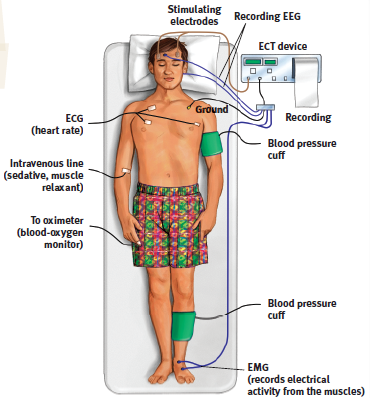 Stimulating
electrodes
Recording EEG
ECT device
Ground
Recording
ECG
(heart rate)
Blood pressure
cuff
Intravenous line
(sedative, muscle
relaxant)
To oximeter
(blood-oxygen
monitor)
Blood pressure
cuff
EMG
(records electrical
activity from the muscles)